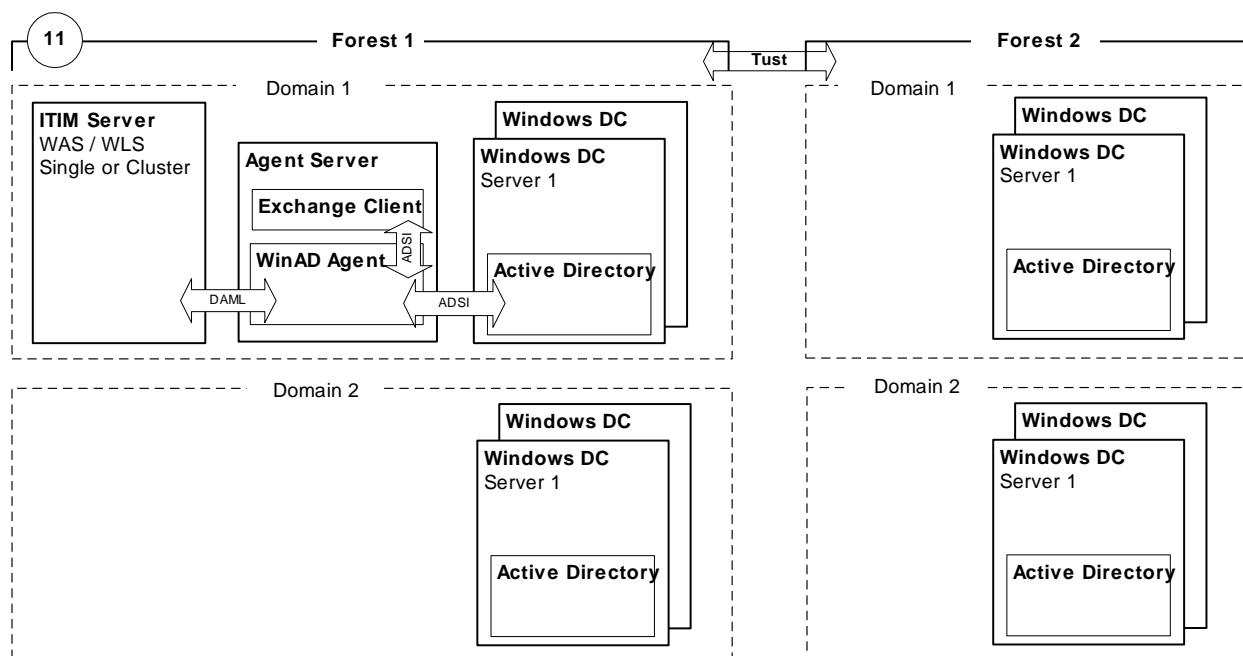 11
Forest 1
Forest 2
Tust
Domain 1
Domain 1
ITIM Server
WAS / WLS
Single or Cluster
Agent Server
Exchange Client
ADSI
WinAD Agent
DAML
ADSI
Windows DC
Windows DC
Server 1
Active Directory
Windows DC
Windows DC
Server 1
Active Directory
Domain 2
Domain 2
Windows DC
Windows DC
Server 1
Active Directory
Windows DC
Windows DC
Server 1
Active Directory